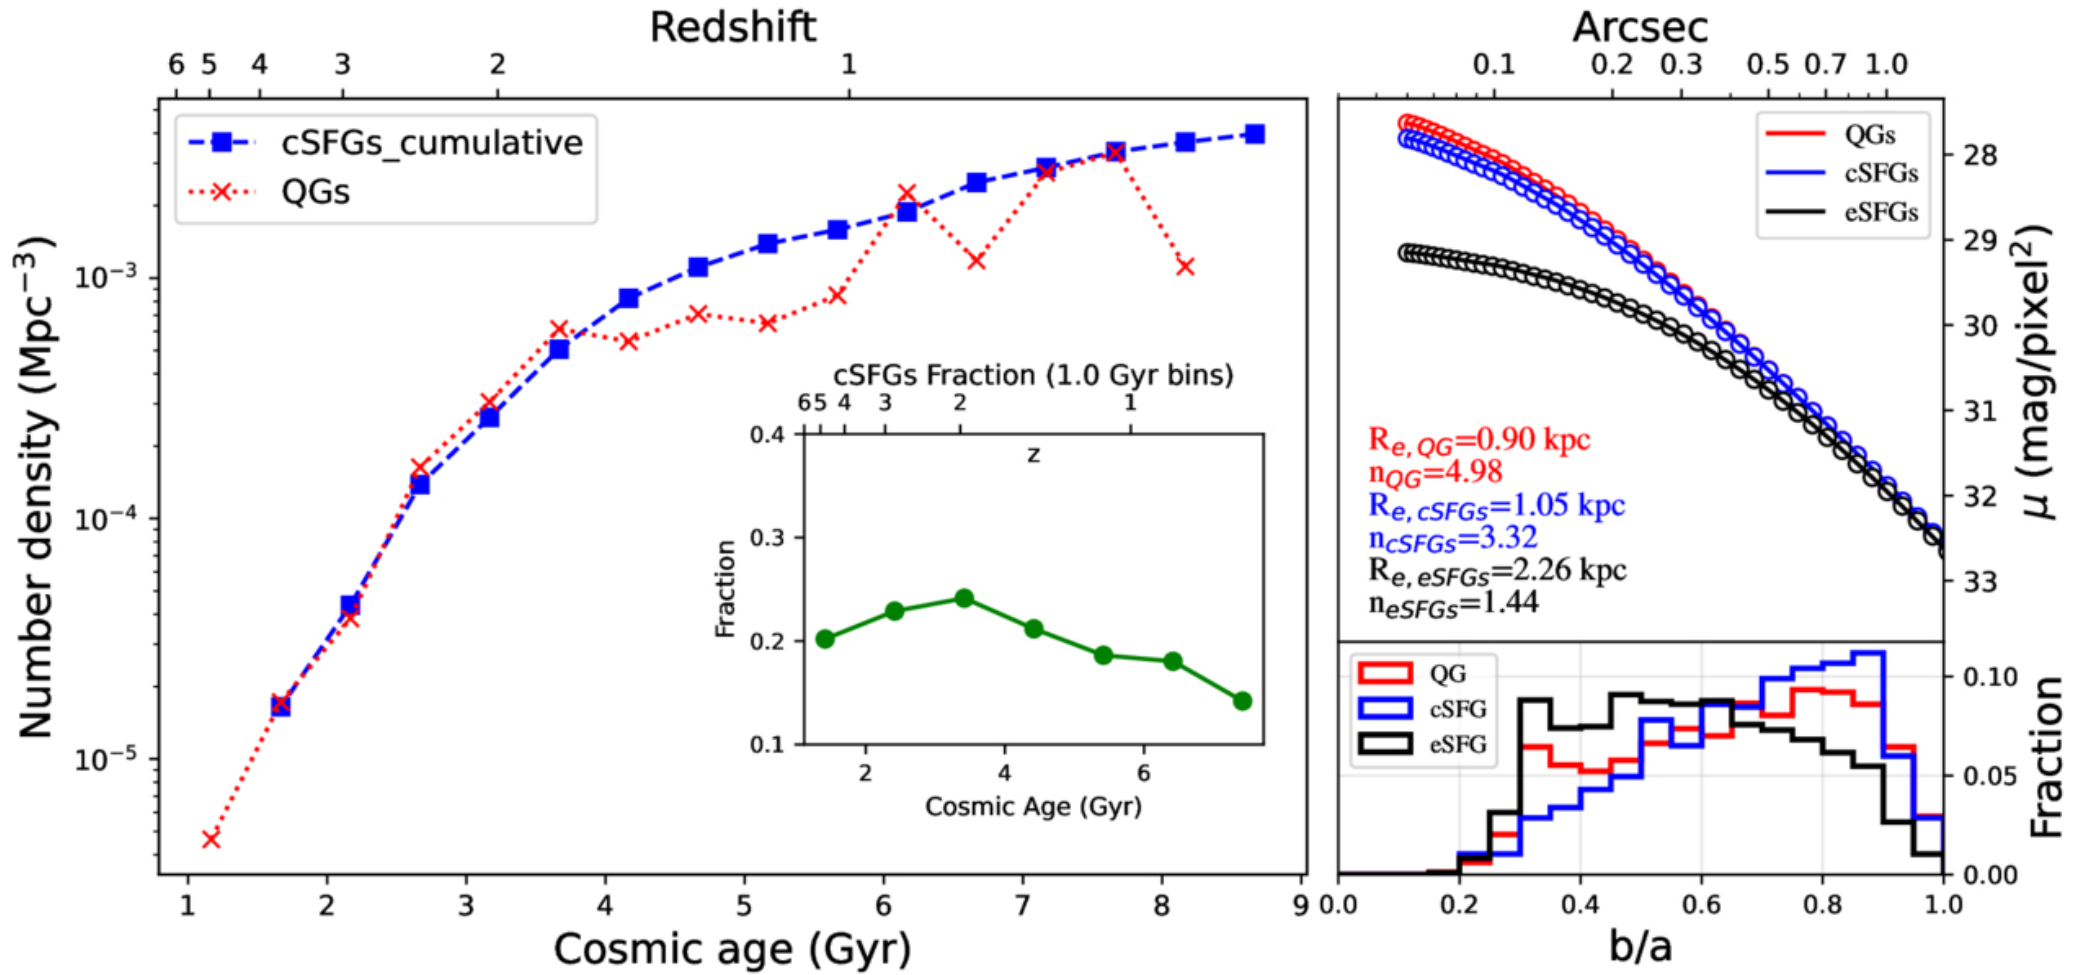 Redshift
6 5 4 3 2 1
cSFGs_cumulative
QGs
Number density (Mpc⁻³)
10⁻³
10⁻⁴
10⁻⁵
cSFGs Fraction (1.0 Gyr bins)
6 5 4 3 2 1
z
Fraction
0.4
0.3
0.2
0.1
2 4 6
Cosmic Age (Gyr)
1 2 3 4 5 6 7 8 9
Cosmic age (Gyr)
Arcsec
0.1 0.2 0.3 0.5 0.7 1.0
QGs
cSFGs
eSFGs
28
29
30
31
32
33
μ (mag/pixel²)
Rₑ,QG=0.90 kpc
n_QG=4.98
Rₑ,cSFGs=1.05 kpc
n_cSFGs=3.32
Rₑ,eSFGs=2.26 kpc
n_eSFGs=1.44
QG
cSFG
eSFG
0.10
0.05
0.00
Fraction
0.0 0.2 0.4 0.6 0.8 1.0
b/a